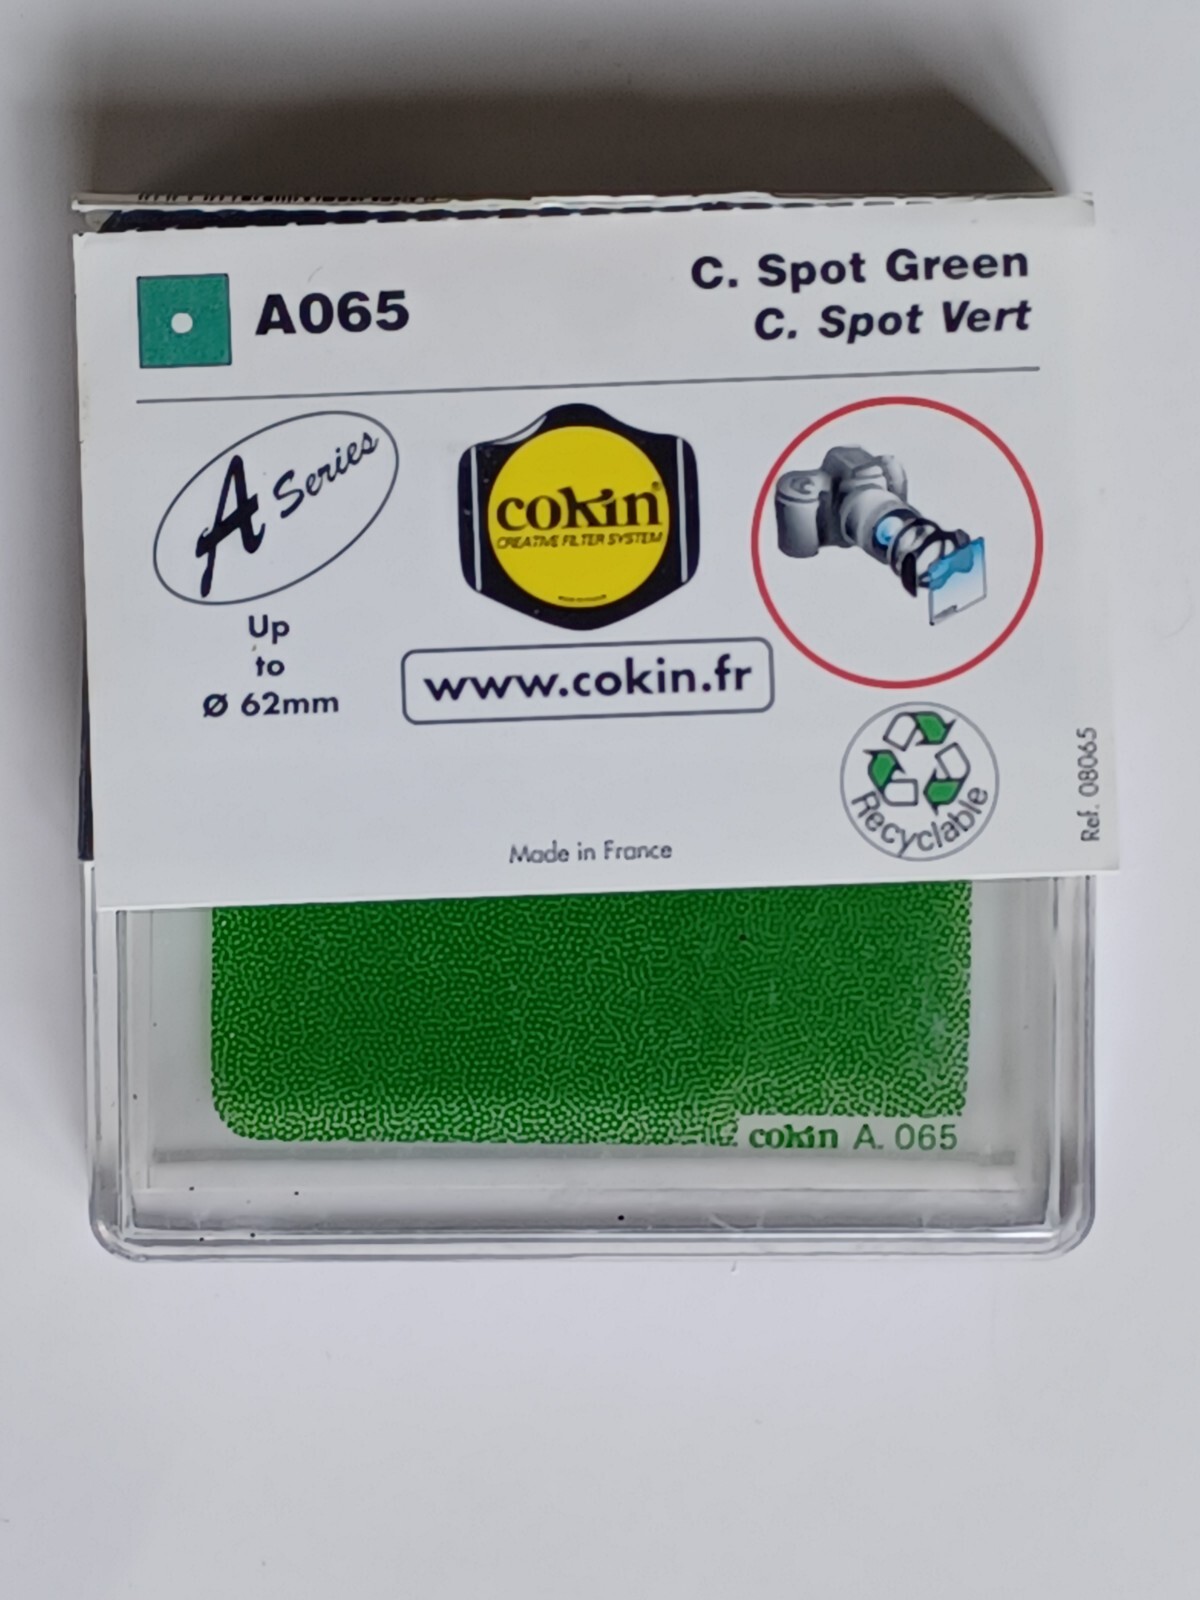 A065
C. Spot Green
C. Spot Vert
A Series
Up
to
Ø 62mm
cokin®
CREATIVE FILTER SYSTEM
www.cokin.fr
Recyclable
Ref. 08065
Made in France
cokin A. 065